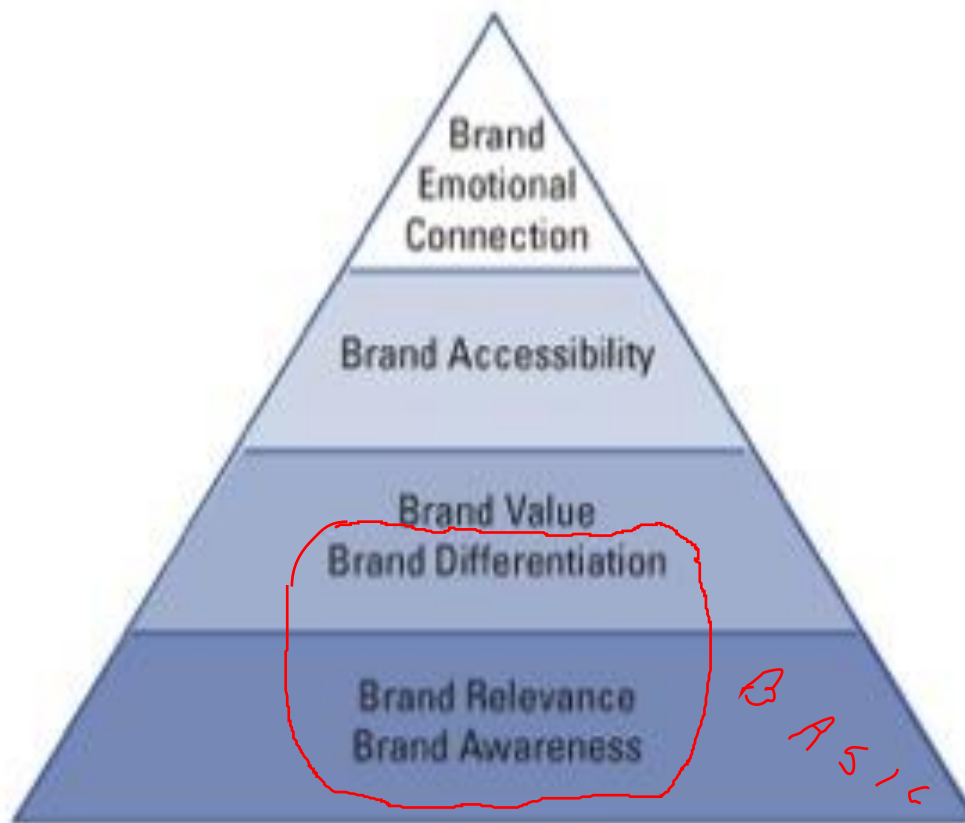 Brand
Emotional
Connection
Brand Accessibility
Brand Value
Brand Differentiation
Brand Relevance
Brand Awareness
BASIC